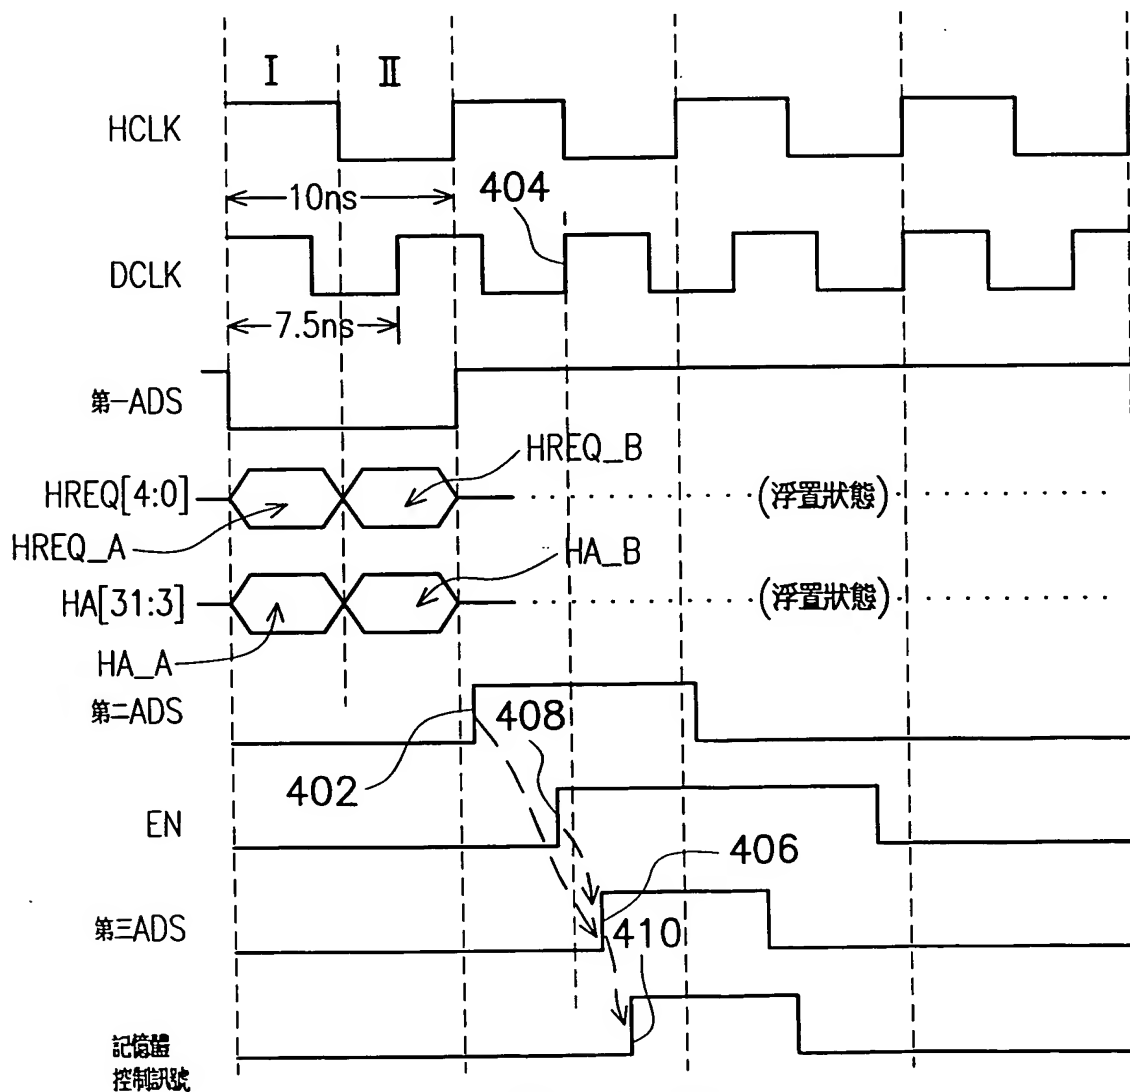 I
II
HCLK
10ns
404
DCLK
7.5ns
第一ADS
HREQ_B
HREQ[4:0]
(浮置狀態)
HREQ_A
HA_B
HA[31:3]
(浮置狀態)
HA_A
第二ADS
408
402
EN
406
第三ADS
410
記憶體
控制訊號